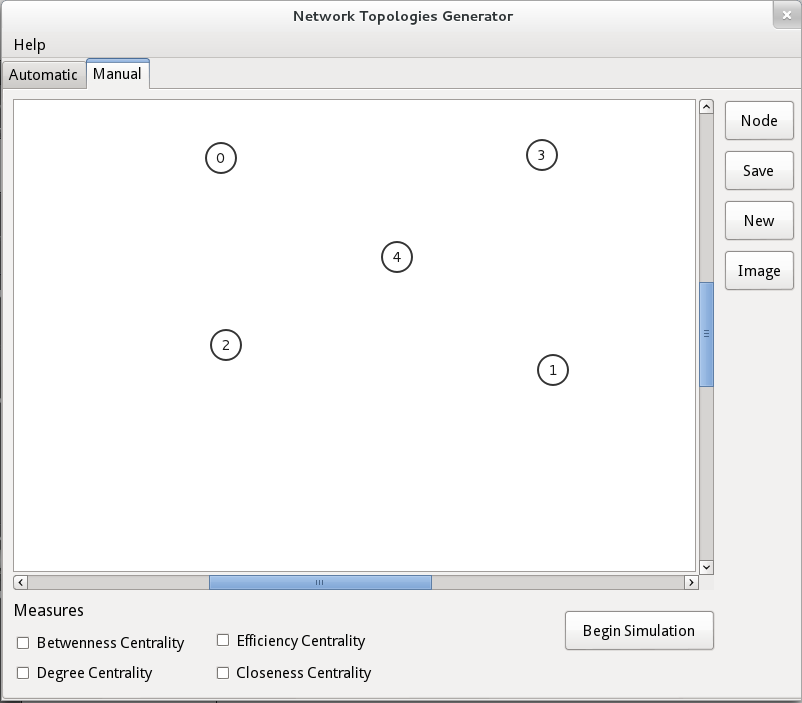 Network Topologies Generator
Help
Automatic Manual
Node
Save
New
Image
0
3
4
2
1
Measures
Betwenness Centrality
Efficiency Centrality
Degree Centrality
Closeness Centrality
Begin Simulation